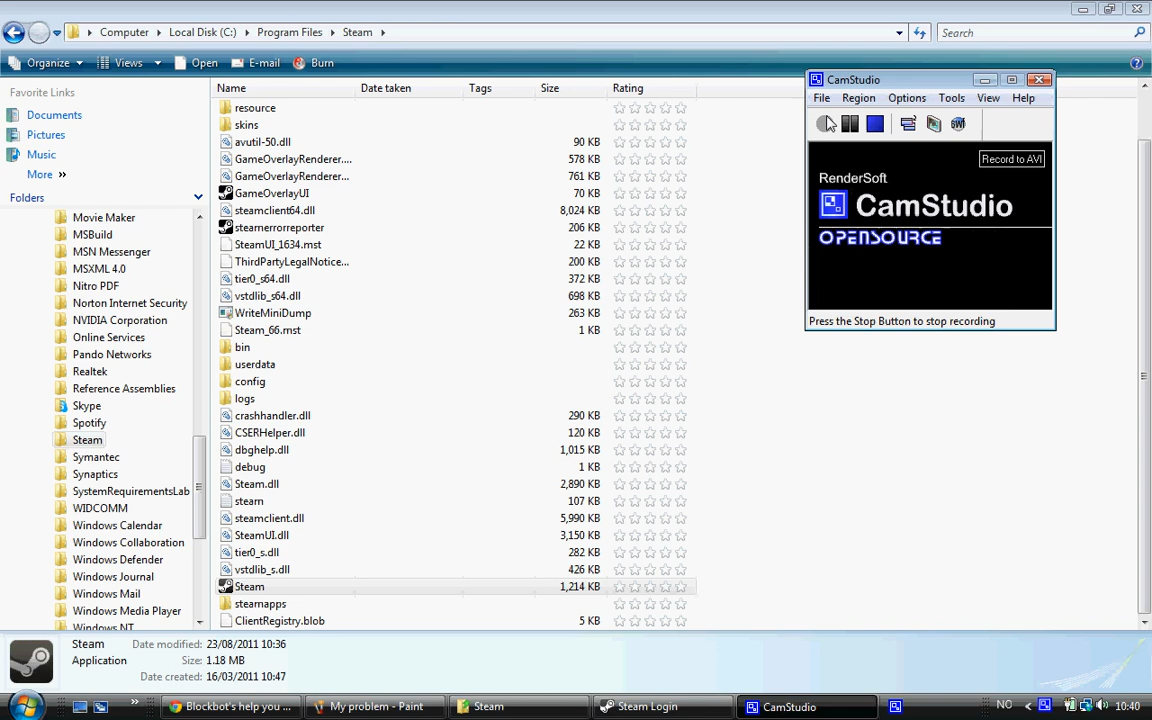 Computer Local Disk (C:) Program Files Steam
Search
Organize Views Open E-mail Burn
Favorite Links
Documents
Pictures
Music
More »
Folders
Movie Maker
MSBuild
MSN Messenger
MSXML 4.0
Nitro PDF
Norton Internet Security
NVIDIA Corporation
Online Services
Pando Networks
Realtek
Reference Assemblies
Skype
Spotify
Steam
Symantec
Synaptics
SystemRequirementsLab
WIDCOMM
Windows Calendar
Windows Collaboration
Windows Defender
Windows Journal
Windows Mail
Windows Media Player
Windows NT
Name Date taken Tags Size Rating
resource
skins
avutil-50.dll 90 KB
GameOverlayRenderer.... 578 KB
GameOverlayRenderer... 761 KB
GameOverlayUI 70 KB
steamclient64.dll 8,024 KB
steamerrorreporter 206 KB
SteamUI_1634.mst 22 KB
ThirdPartyLegalNotice... 200 KB
tier0_s64.dll 372 KB
vstdlib_s64.dll 698 KB
WriteMiniDump 263 KB
Steam_66.mst 1 KB
bin
userdata
config
logs
crashhandler.dll 290 KB
CSERHelper.dll 120 KB
dbghelp.dll 1,015 KB
debug 1 KB
Steam.dll 2,890 KB
steam 107 KB
steamclient.dll 5,990 KB
SteamUI.dll 3,150 KB
tier0_s.dll 282 KB
vstdlib_s.dll 426 KB
Steam 1,214 KB
steamapps
ClientRegistry.blob 5 KB
CamStudio
File Region Options Tools View Help
Record to AVI
RenderSoft
CamStudio
OPENSOURCE
Press the Stop Button to stop recording
Steam Date modified: 23/08/2011 10:36
Application Size: 1.18 MB
Date created: 16/03/2011 10:47
Blockbot's help you ... My problem - Paint Steam Steam Login CamStudio NO 10:40